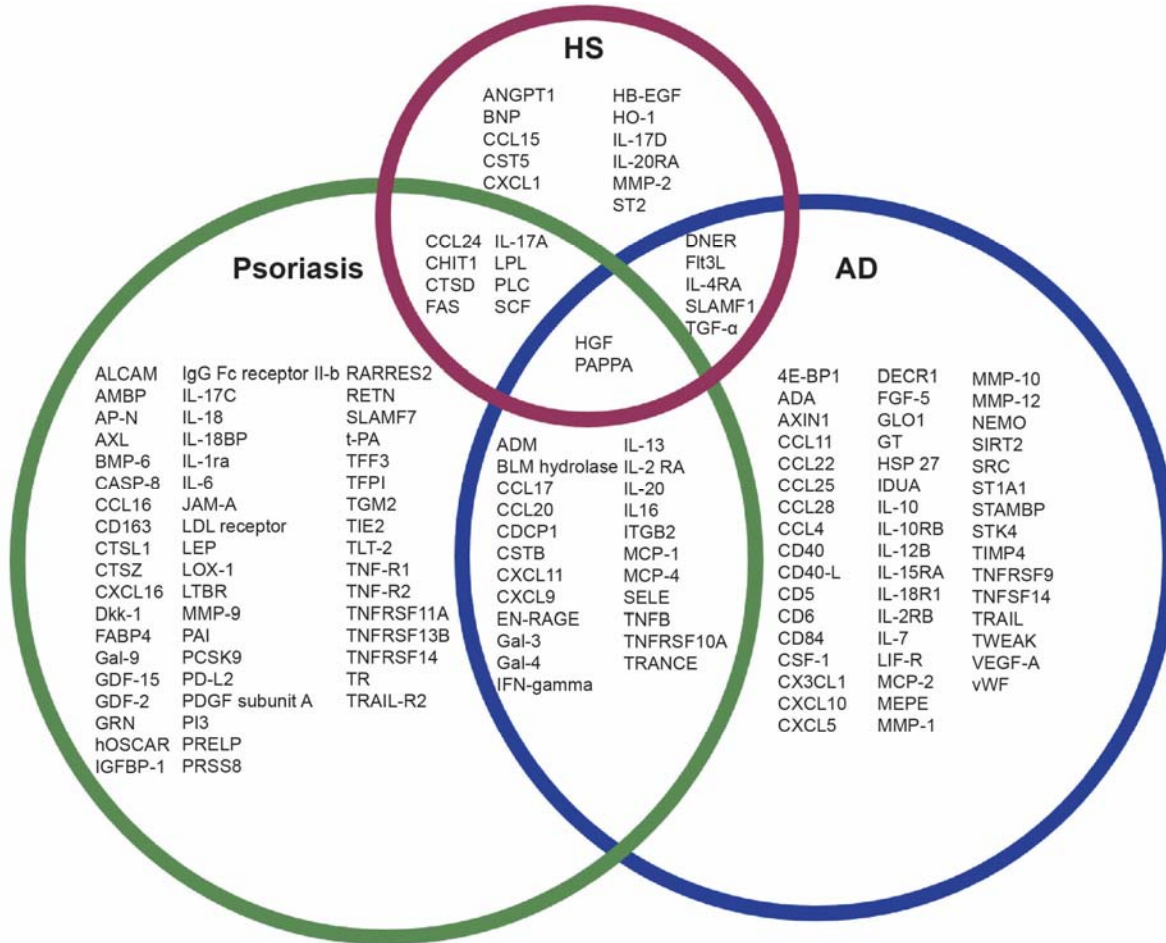 HS
ANGPT1 HB-EGF
BNP HO-1
CCL15 IL-17D
CST5 IL-20RA
CXCL1 MMP-2
ST2
Psoriasis
CCL24 IL-17A
CHIT1 LPL
CTSD PLC
FAS SCF
DNER
Flt3L
IL-4RA
SLAMF1
TGF-α
AD
HGF
PAPPA
ALCAM IgG Fc receptor II-b RARRES2
AMBP IL-17C RETN
AP-N IL-18 SLAMF7
AXL IL-18BP t-PA
BMP-6 IL-1ra TFF3
CASP-8 IL-6 TFPI
CCL16 JAM-A TGM2
CD163 LDL receptor TIE2
CTSL1 LEP TLT-2
CTSZ LOX-1 TNF-R1
CXCL16 LTBR TNF-R2
Dkk-1 MMP-9 TNFRSF11A
FABP4 PAI TNFRSF13B
Gal-9 PCSK9 TNFRSF14
GDF-15 PD-L2 TR
GDF-2 PDGF subunit A TRAIL-R2
GRN PI3
hOSCAR PRELP
IGFBP-1 PRSS8
ADM IL-13
BLM hydrolase IL-2 RA
CCL17 IL-20
CCL20 IL16
CDCP1 ITGB2
CSTB MCP-1
CXCL11 MCP-4
CXCL9 SELE
EN-RAGE TNFB
Gal-3 TNFRSF10A
Gal-4 TRANCE
IFN-gamma
4E-BP1 DECR1 MMP-10
ADA FGF-5 MMP-12
AXIN1 GLO1 NEMO
CCL11 GT SIRT2
CCL22 HSP 27 SRC
CCL25 IDUA ST1A1
CCL28 IL-10 STAMBP
CCL4 IL-10RB STK4
CD40 IL-12B TIMP4
CD40-L IL-15RA TNFRSF9
CD5 IL-18R1 TNFSF14
CD6 IL-2RB TRAIL
CD84 IL-7 TWEAK
CSF-1 LIF-R VEGF-A
CX3CL1 MCP-2 vWF
CXCL10 MEPE
CXCL5 MMP-1